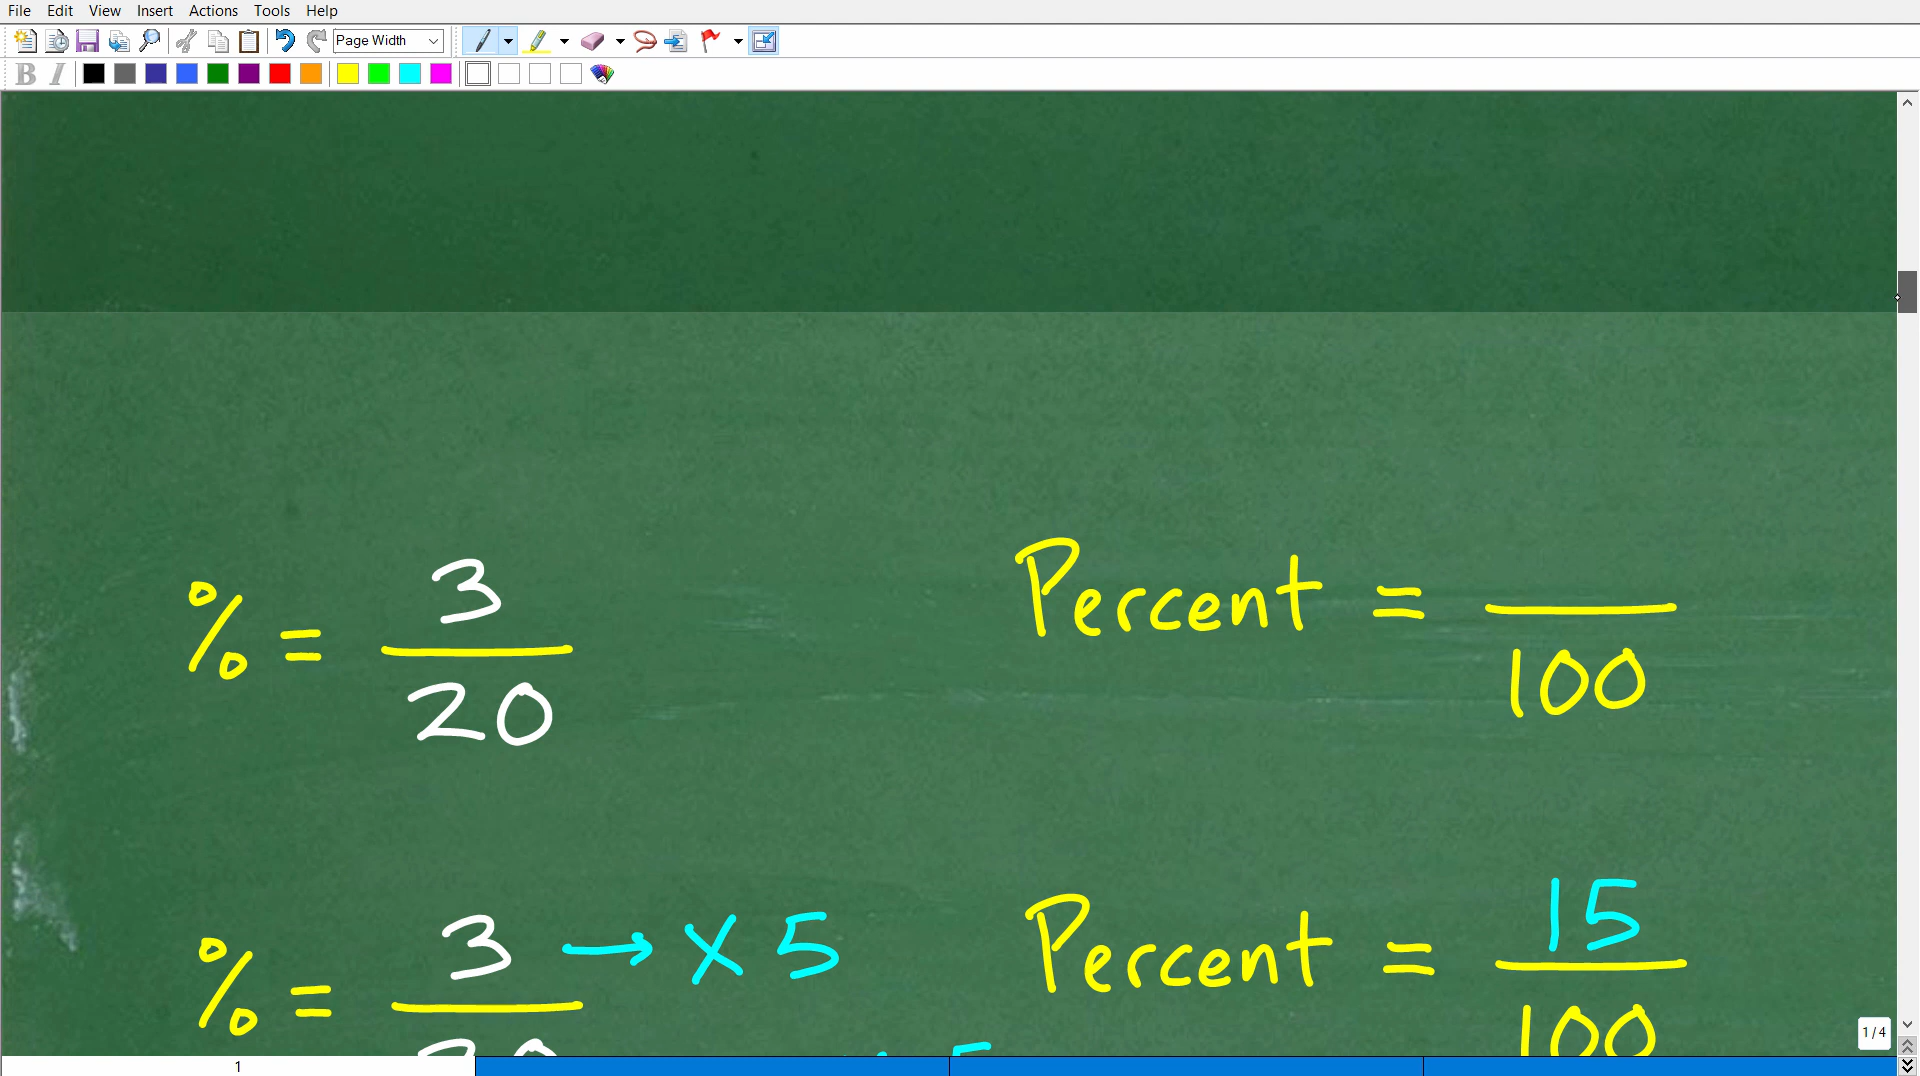 File Edit View Insert Actions Tools Help
Page Width
B I
% = 3/20
Percent = /100
% = 3/20 → x 5
Percent = 15/100
x 5
1 / 4
1